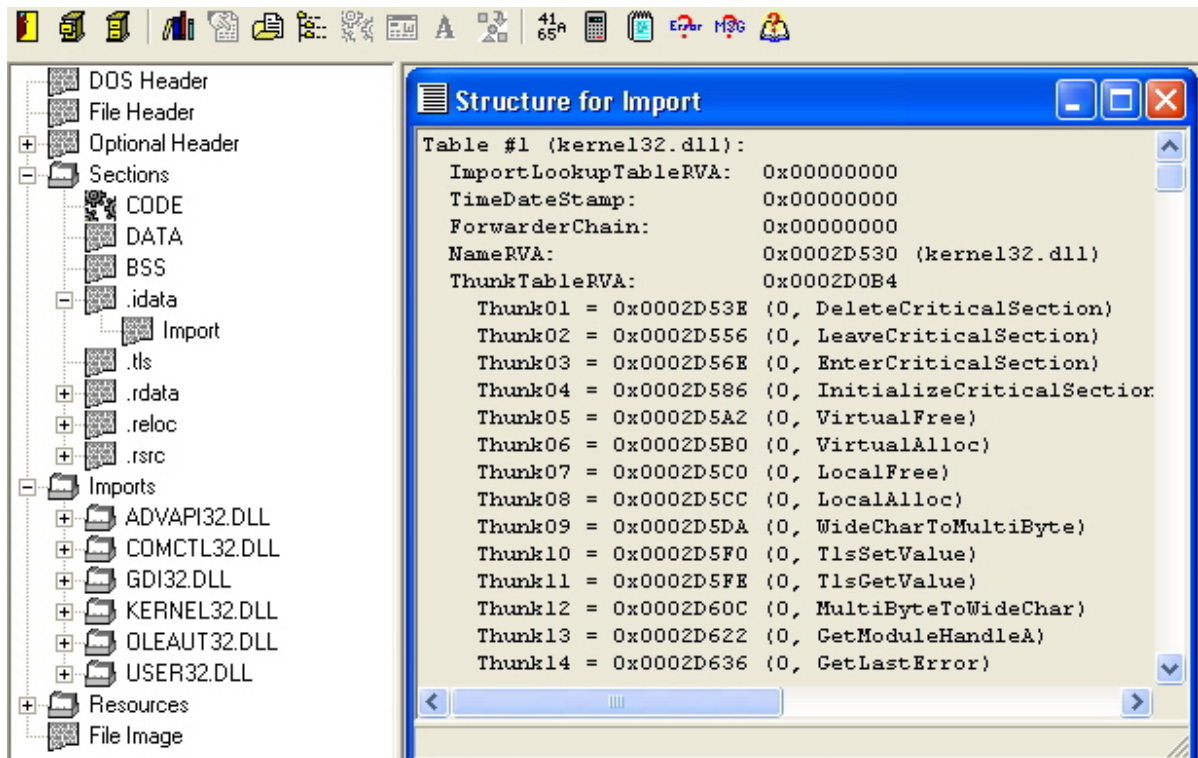 41
65 A
Error
MSG
DOS Header
File Header
Optional Header
Sections
CODE
DATA
BSS
.idata
Import
.tls
.rdata
.reloc
.rsrc
Imports
ADVAPI32.DLL
COMCTL32.DLL
GDI32.DLL
KERNEL32.DLL
OLEAUT32.DLL
USER32.DLL
Resources
File Image
Structure for Import
Table #1 (kernel32.dll):
ImportLookupTableRVA: 0x00000000
TimeDateStamp: 0x00000000
ForwarderChain: 0x00000000
NameRVA: 0x0002D530 (kernel32.dll)
ThunkTableRVA: 0x0002D0B4
Thunk01 = 0x0002D53E (0, DeleteCriticalSection)
Thunk02 = 0x0002D556 (0, LeaveCriticalSection)
Thunk03 = 0x0002D56E (0, EnterCriticalSection)
Thunk04 = 0x0002D586 (0, InitializeCriticalSection
Thunk05 = 0x0002D5A2 (0, VirtualFree)
Thunk06 = 0x0002D5B0 (0, VirtualAlloc)
Thunk07 = 0x0002D5C0 (0, LocalFree)
Thunk08 = 0x0002D5CC (0, LocalAlloc)
Thunk09 = 0x0002D5DA (0, WideCharToMultiByte)
Thunk10 = 0x0002D5F0 (0, TlsSetValue)
Thunk11 = 0x0002D5FE (0, TlsGetValue)
Thunk12 = 0x0002D60C (0, MultiByteToWideChar)
Thunk13 = 0x0002D622 (0, GetModuleHandleA)
Thunk14 = 0x0002D636 (0, GetLastError)